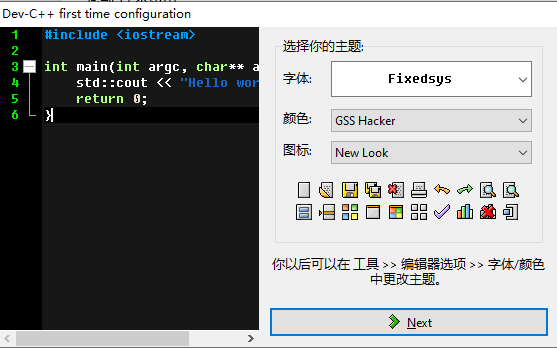 Dev-C++ first time configuration
1 #include <iostream>
2
3 int main(int argc, char** a
4 std::cout << "Hello wor
5 return 0;
6 }
选择你的主题:
字体: Fixedsys
颜色: GSS Hacker
图标: New Look
你以后可以在 工具 >> 编辑器选项 >> 字体/颜色
中更改主题。
Next